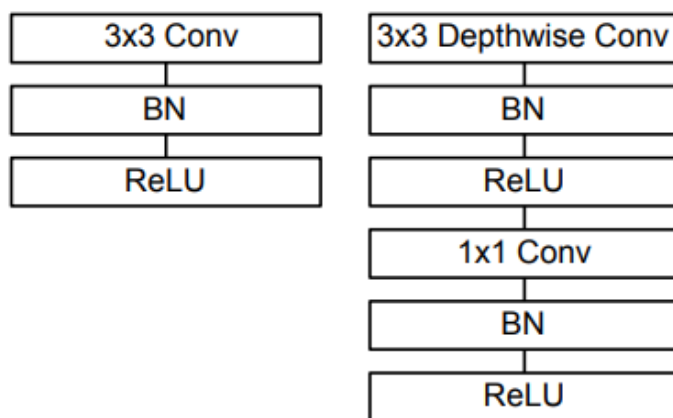 3x3 Conv
BN
ReLU
3x3 Depthwise Conv
BN
ReLU
1x1 Conv
BN
ReLU